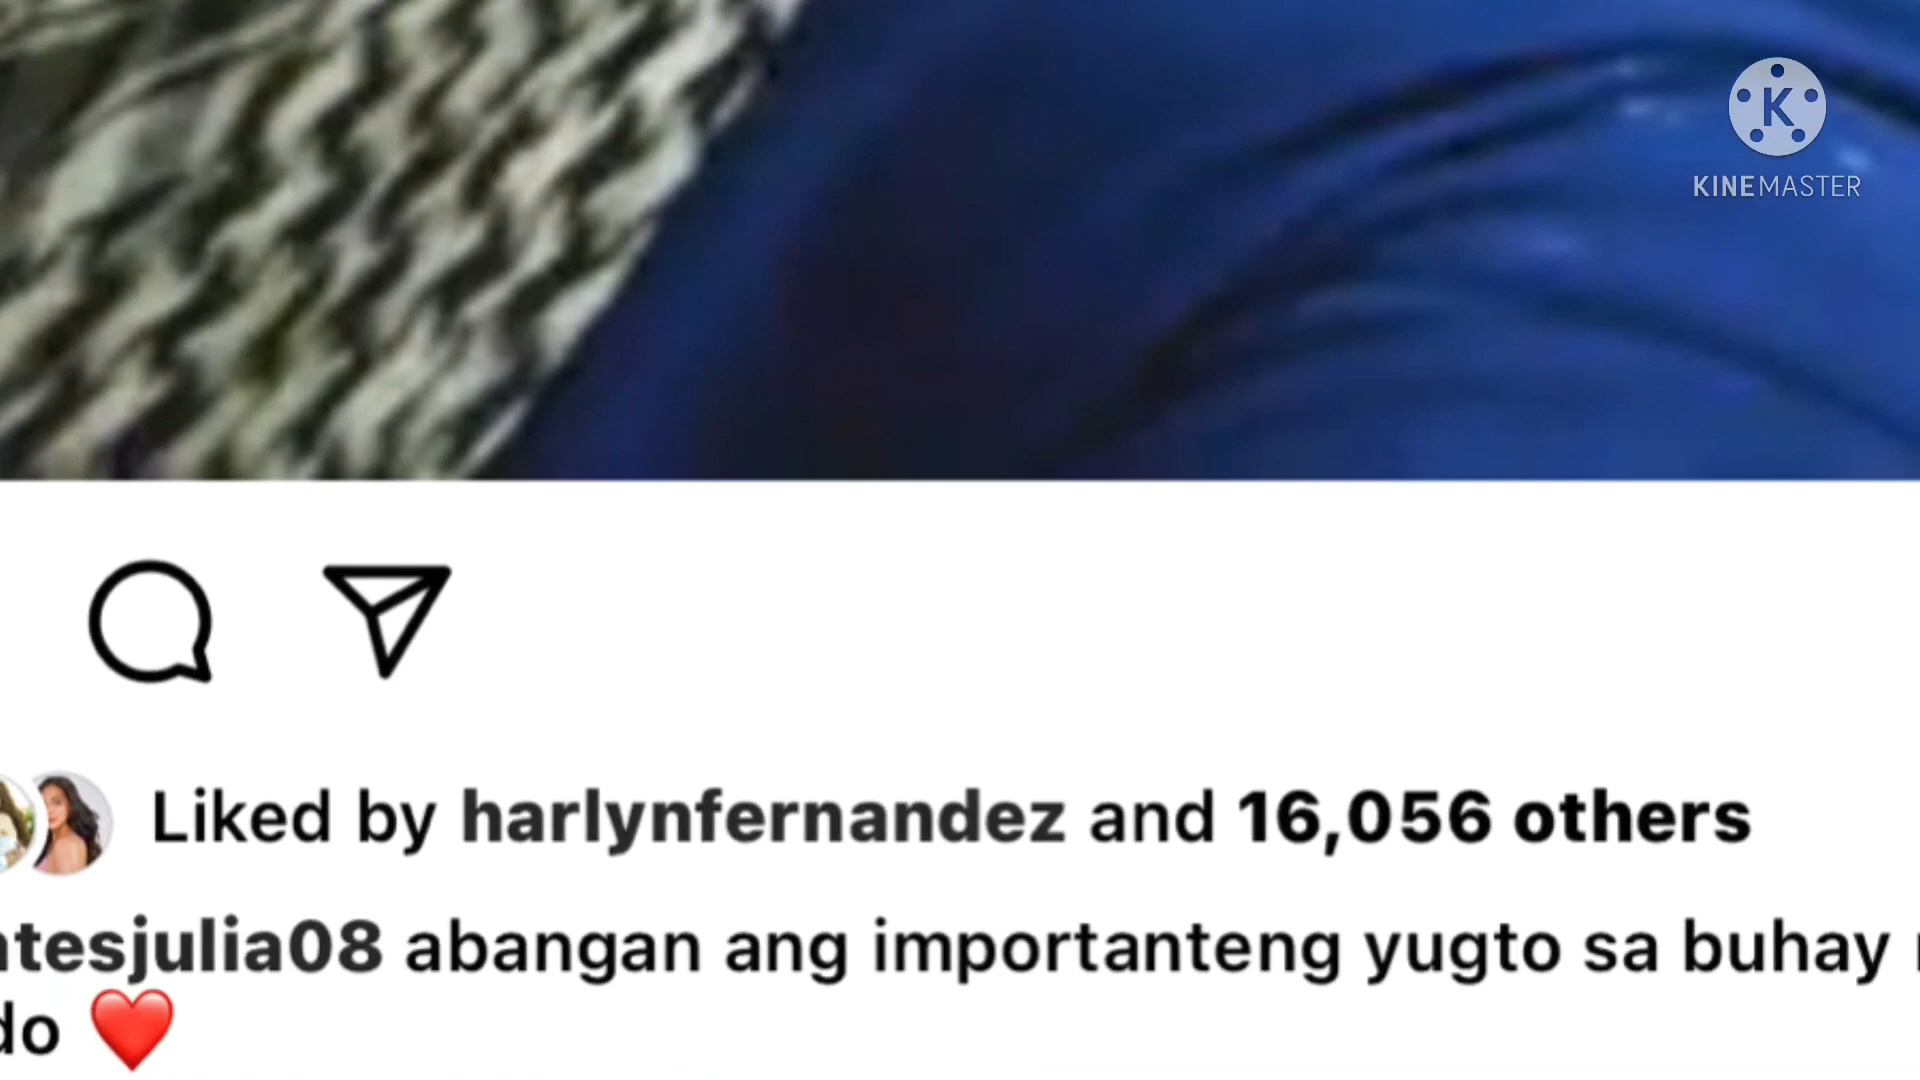 K
KINEMASTER
Liked by harlynfernandez and 16,056 others
atesjulia08 abangan ang importanteng yugto sa buhay
do ❤️